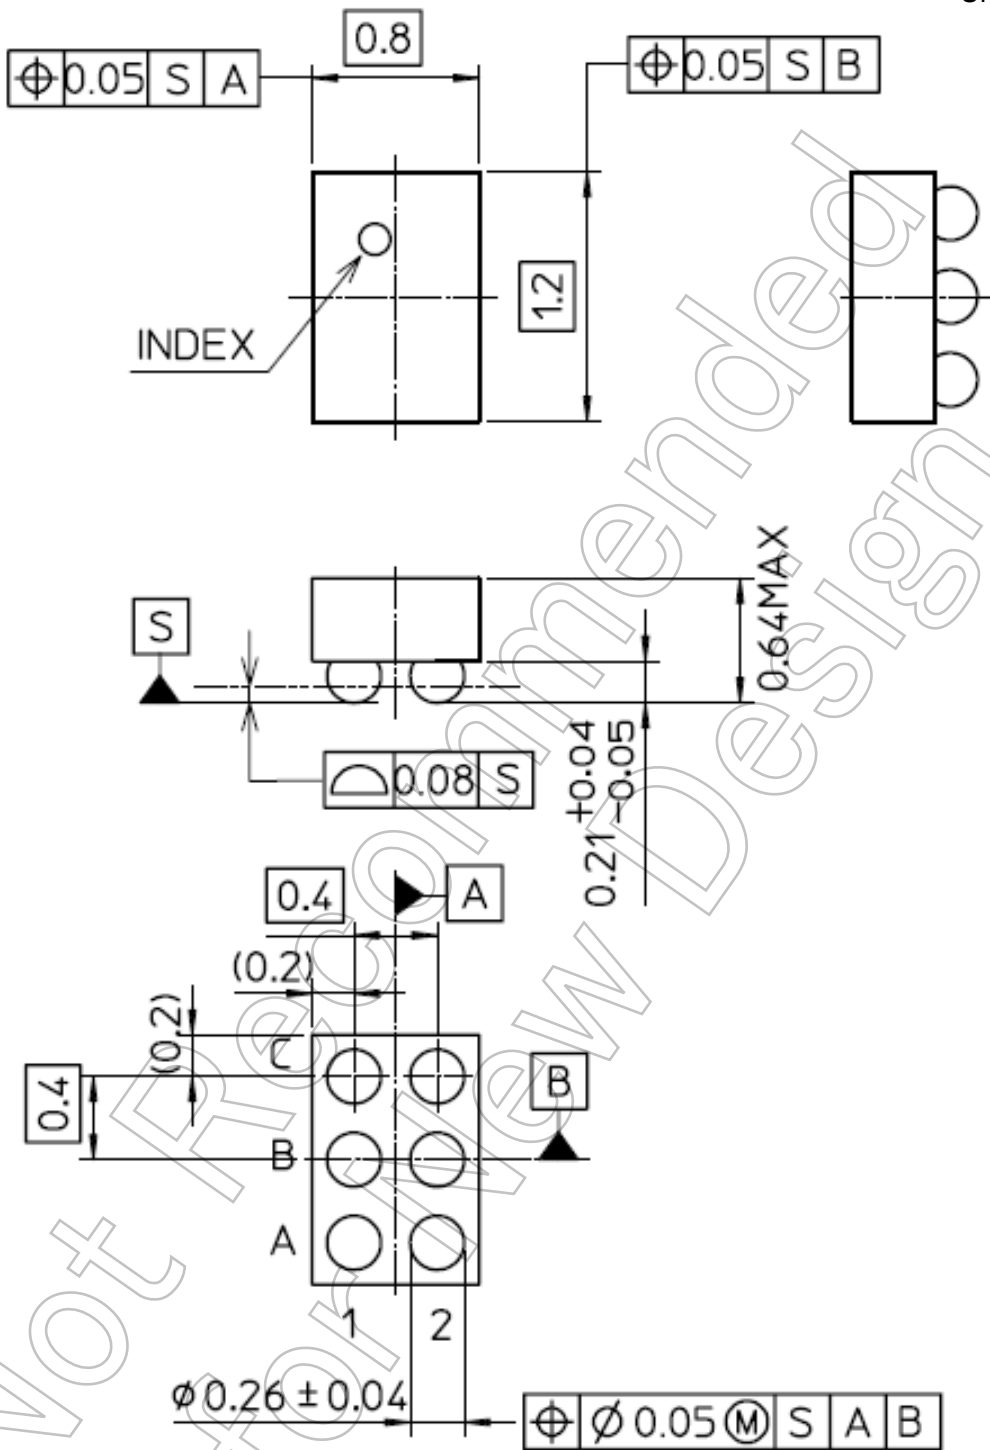 0.8
⌖ 0.05 S A
⌖ 0.05 S B
1.2
INDEX
S
0.64MAX
⌓ 0.08 S
0.21 +0.04 -0.05
0.4
A
(0.2)
(0.2)
C
0.4
B
B
A
1 2
⌀0.26 ± 0.04
⌖ ⌀ 0.05 Ⓜ S A B
Not Recommended
for New Design